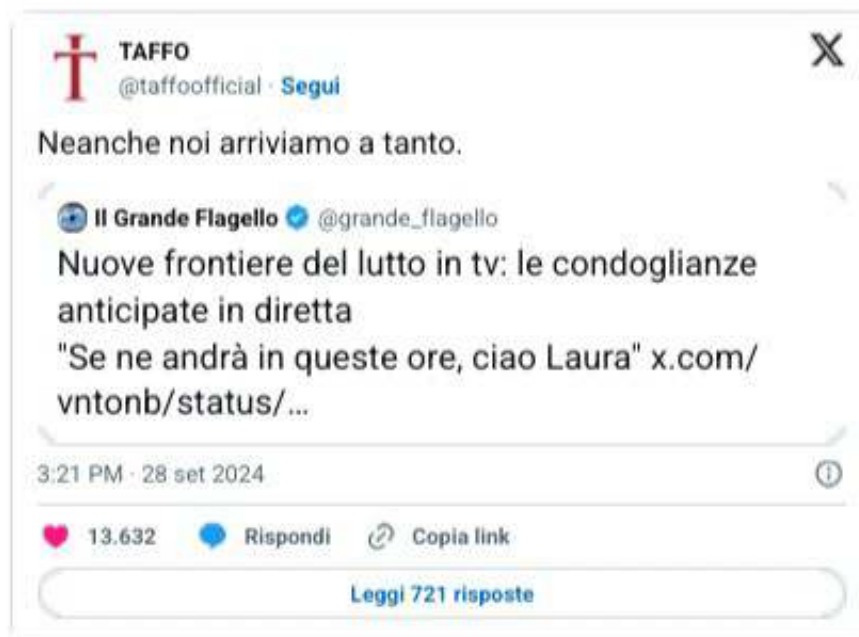 TAFFO
@taffoofficial · Segui
Neanche noi arriviamo a tanto.
Il Grande Flagello @grande_flagello
Nuove frontiere del lutto in tv: le condoglianze
anticipate in diretta
"Se ne andrà in queste ore, ciao Laura" x.com/
vntonb/status/...
3:21 PM · 28 set 2024
13.632 Rispondi Copia link
Leggi 721 risposte